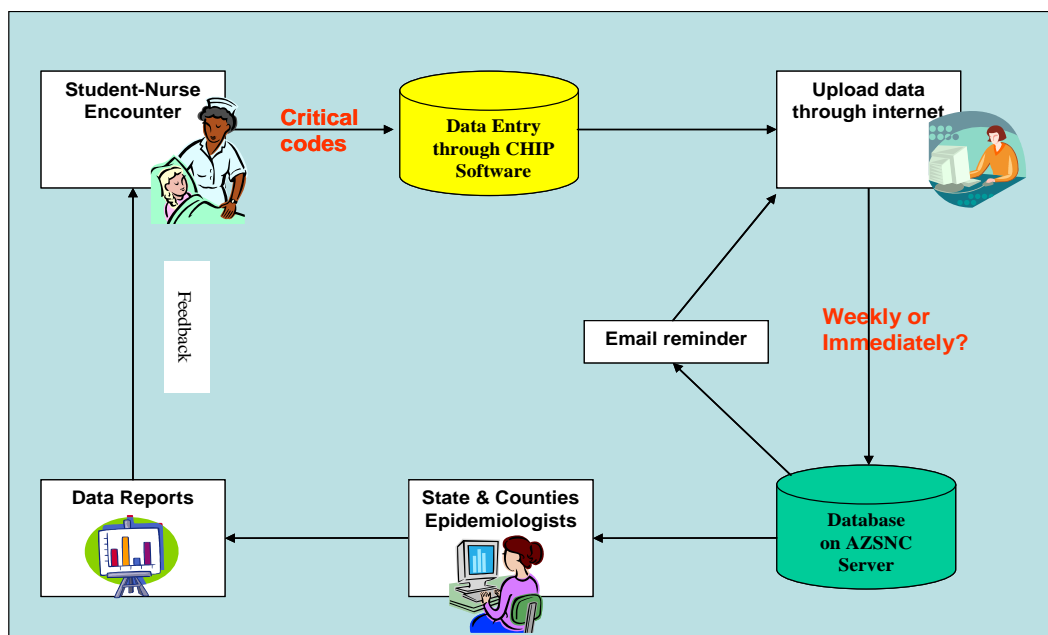 Student-Nurse
Encounter
Critical
codes
Data Entry
through CHIP
Software
Upload data
through internet
Feedback
Email reminder
Weekly or
Immediately?
Data Reports
State & Counties
Epidemiologists
Database
on AZSNC
Server